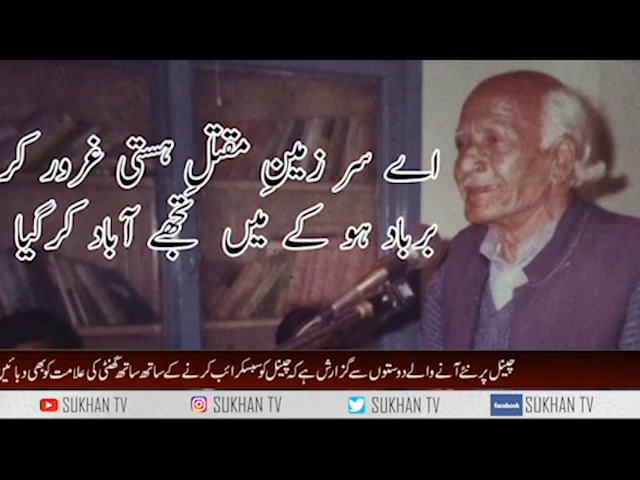 اے سر زمینِ مقتلِ ہستی غرور کر
برباد ہو کے میں تجھے آباد کر گیا
چینل پر نئے آنے والے دوستوں سے گزارش ہے کہ چینل کو سبسکرائب کرنے کے ساتھ ساتھ گھنٹی کی علامت کو بھی دبائیں
SUKHAN TV
SUKHAN TV
SUKHAN TV
facebook SUKHAN TV